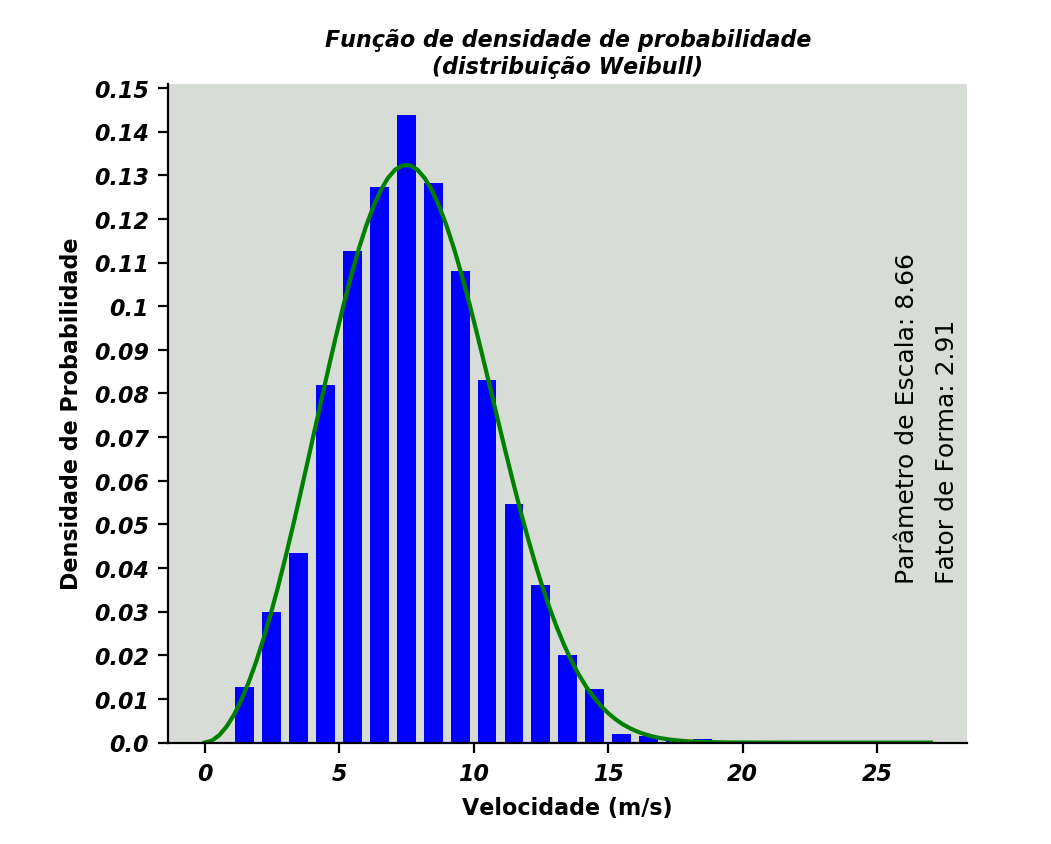 Função de densidade de probabilidade
(distribuição Weibull)
0.15
0.14
0.13
0.12
0.11
0.1
0.09
0.08
0.07
0.06
0.05
0.04
0.03
0.02
0.01
0.0
Densidade de Probabilidade
0 5 10 15 20 25
Velocidade (m/s)
Parâmetro de Escala: 8.66
Fator de Forma: 2.91